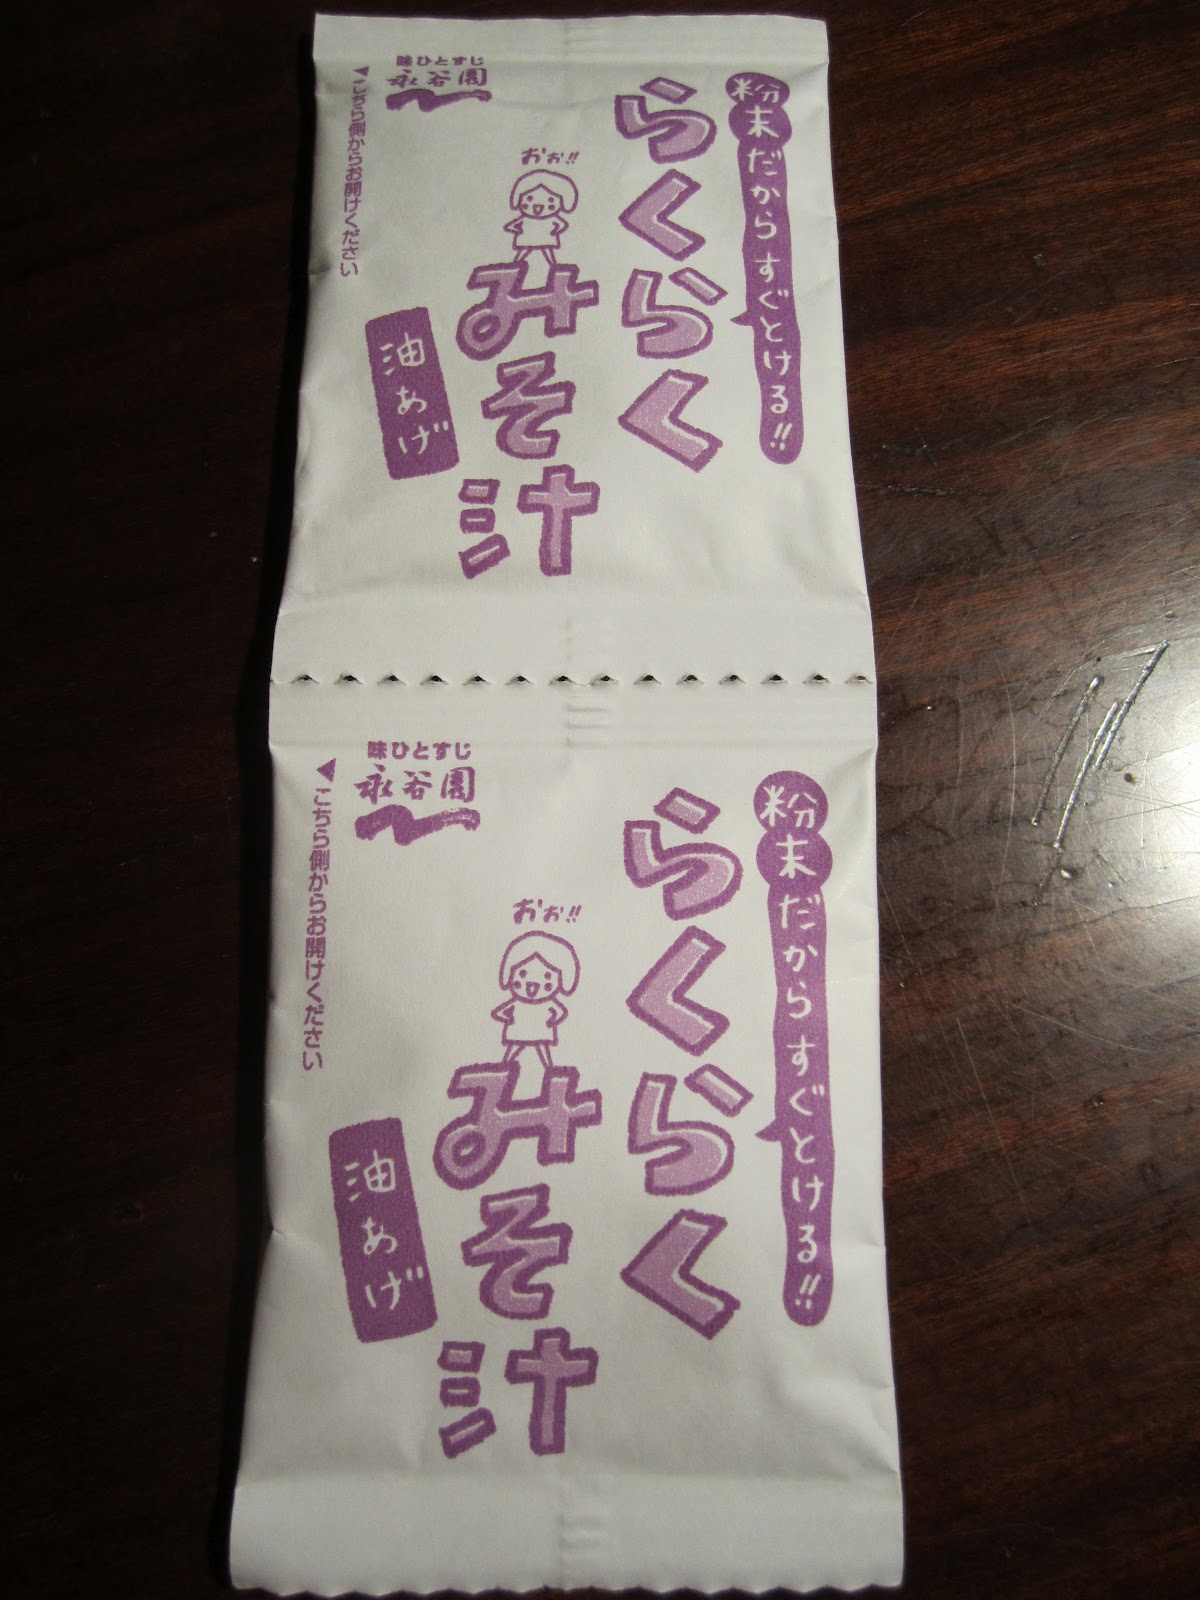 粉末だからすぐとける!!
らくらく
みそ汁
おぉ!!
油あげ
味ひとすじ
永谷園
こちら側からお開けください
粉末だからすぐとける!!
らくらく
みそ汁
おぉ!!
油あげ
味ひとすじ
永谷園
こちら側からお開けください